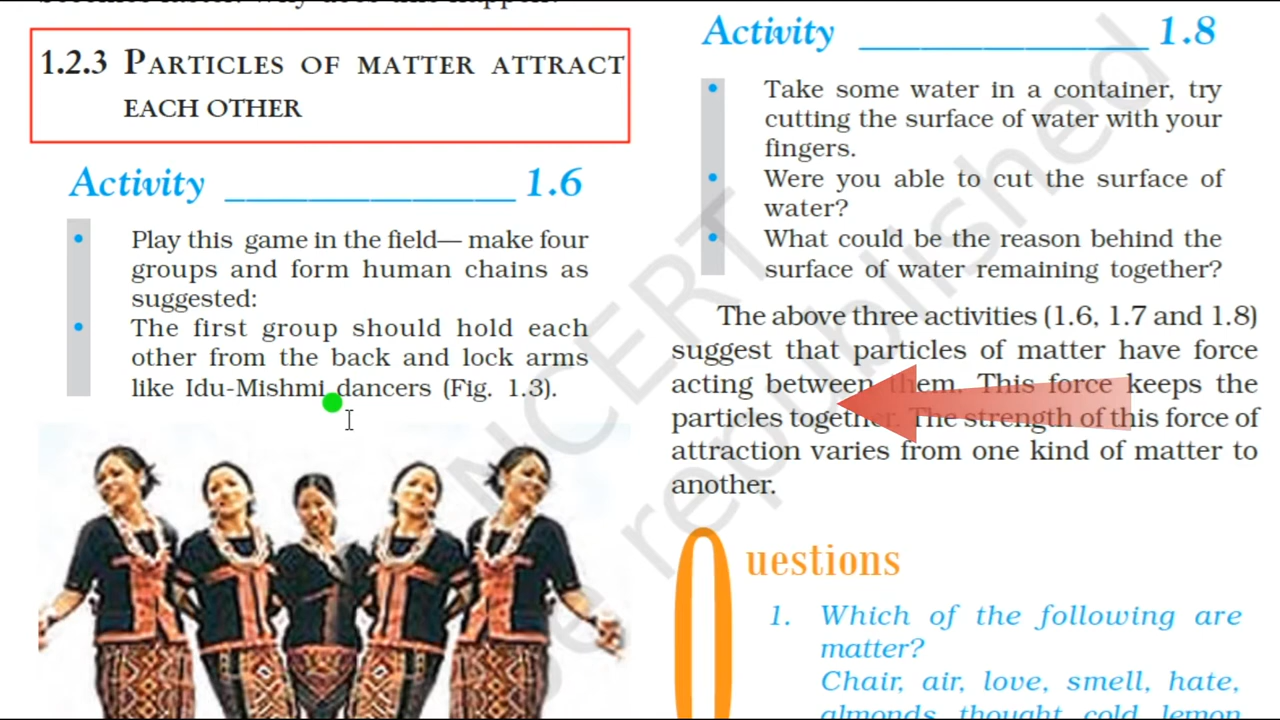 1.2.3 PARTICLES OF MATTER ATTRACT
EACH OTHER
Activity 1.6
• Play this game in the field— make four
groups and form human chains as
suggested:
• The first group should hold each
other from the back and lock arms
like Idu-Mishmi dancers (Fig. 1.3).
Activity 1.8
• Take some water in a container, try
cutting the surface of water with your
fingers.
• Were you able to cut the surface of
water?
• What could be the reason behind the
surface of water remaining together?
The above three activities (1.6, 1.7 and 1.8)
suggest that particles of matter have force
acting between them. This force keeps the
particles together. The strength of this force of
attraction varies from one kind of matter to
another.
Questions
1. Which of the following are
matter?
Chair, air, love, smell, hate,
almonds, thought, cold, lemon
NCERT
republished